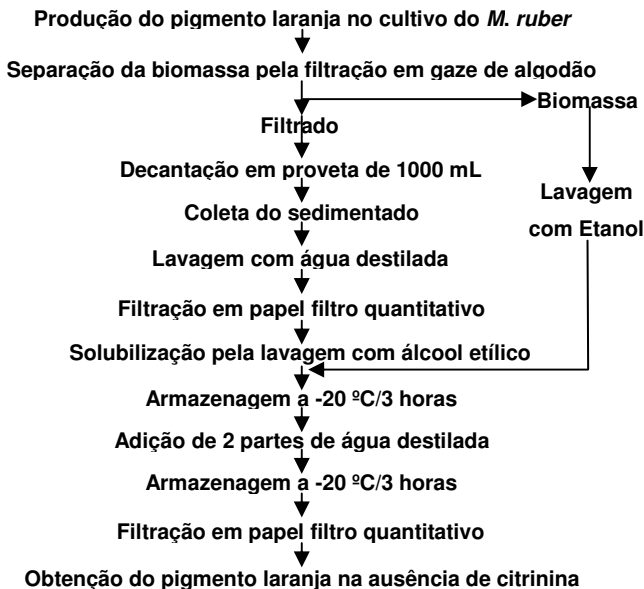 Produção do pigmento laranja no cultivo do M. ruber
Separação da biomassa pela filtração em gaze de algodão
Biomassa
Filtrado
Decantação em proveta de 1000 mL
Lavagem
com Etanol
Coleta do sedimentado
Lavagem com água destilada
Filtração em papel filtro quantitativo
Solubilização pela lavagem com álcool etílico
Armazenagem a -20 ºC/3 horas
Adição de 2 partes de água destilada
Armazenagem a -20 ºC/3 horas
Filtração em papel filtro quantitativo
Obtenção do pigmento laranja na ausência de citrinina